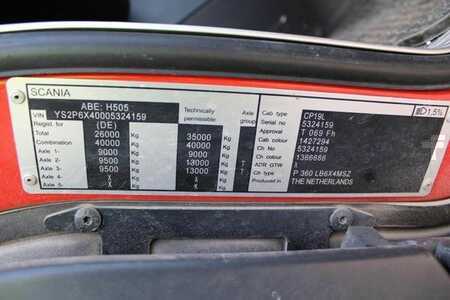 SCANIA
ABE: H505
VIN YS2P6X40005324159
Regist. for (DE) Technically permissible: Axle group
Total 26000 Kg 35000 Kg
Combination 40000 Kg 40000 Kg
Axle 1- 9000 Kg 9000 Kg
Axle 2- 9500 Kg 13000 Kg T
Axle 3- 9500 Kg 13000 Kg T
Axle 4- X Kg X Kg
Axle 5-
Cab type CP19L
Serial no 5324159
Approval T 069 Fh
Cab colour 1427294
Ch No 5324159
Ch colour 1366686
ADR GTW X
Ch type P 360 LB6X4MSZ
Produced in THE NETHERLANDS
1,5%